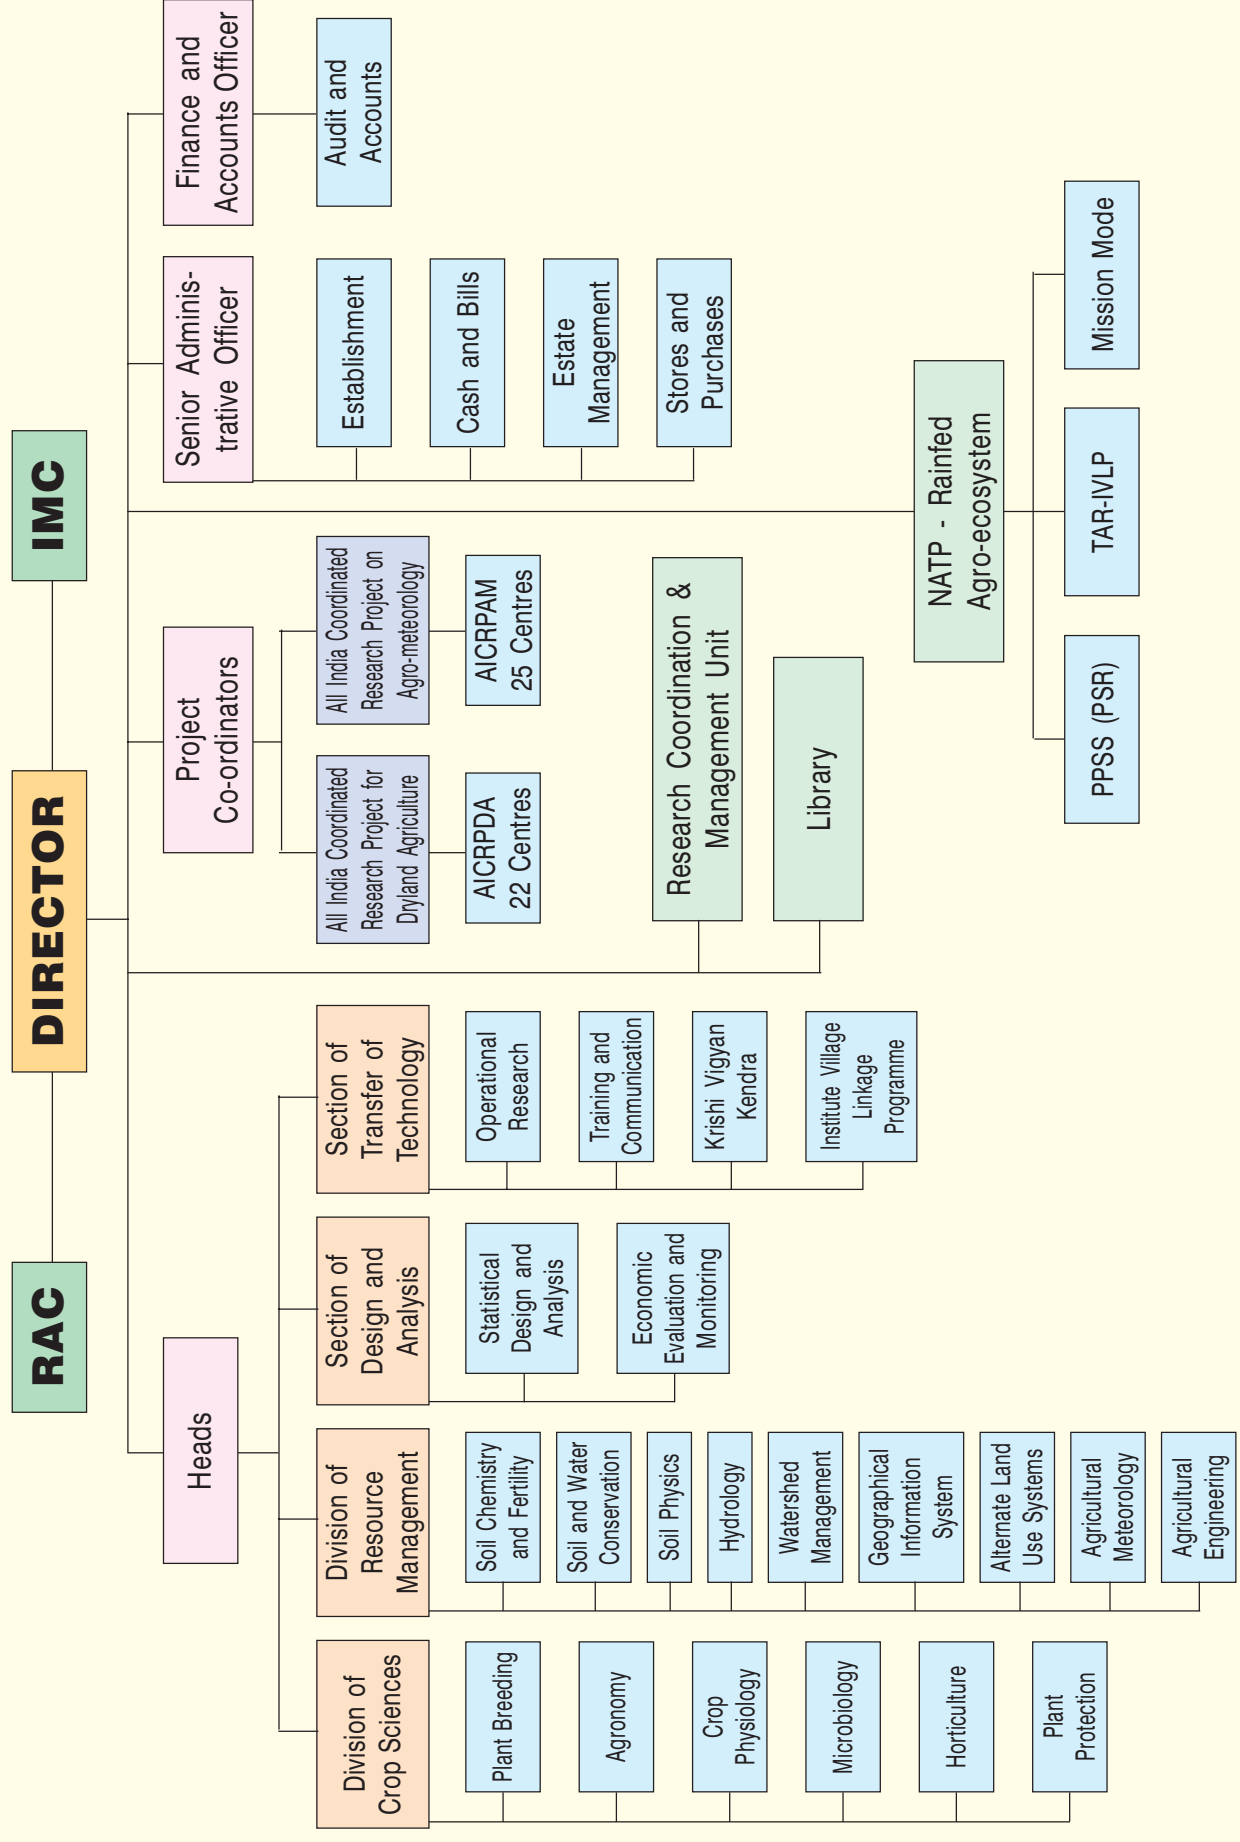 RAC
DIRECTOR
IMC
Heads
Project
Co-ordinators
Senior Adminis-
trative Officer
Finance and
Accounts Officer
Division of
Crop Sciences
Division of
Resource
Management
Section of
Design and
Analysis
Section of
Transfer of
Technology
All India Coordinated
Research Project for
Dryland Agriculture
All India Coordinated
Research Project on
Agro-meteorology
Establishment
Cash and Bills
Estate
Management
Stores and
Purchases
Audit and
Accounts
Plant Breeding
Agronomy
Crop
Physiology
Microbiology
Horticulture
Plant
Protection
Soil Chemistry
and Fertility
Soil and Water
Conservation
Soil Physics
Hydrology
Watershed
Management
Geographical
Information
System
Alternate Land
Use Systems
Agricultural
Meteorology
Agricultural
Engineering
Statistical
Design and
Analysis
Economic
Evaluation and
Monitoring
Operational
Research
Training and
Communication
Krishi Vigyan
Kendra
Institute Village
Linkage
Programme
AICRPDA
22 Centres
AICRPAM
25 Centres
Research Coordination &
Management Unit
Library
NATP - Rainfed
Agro-ecosystem
PPSS (PSR)
TAR-IVLP
Mission Mode